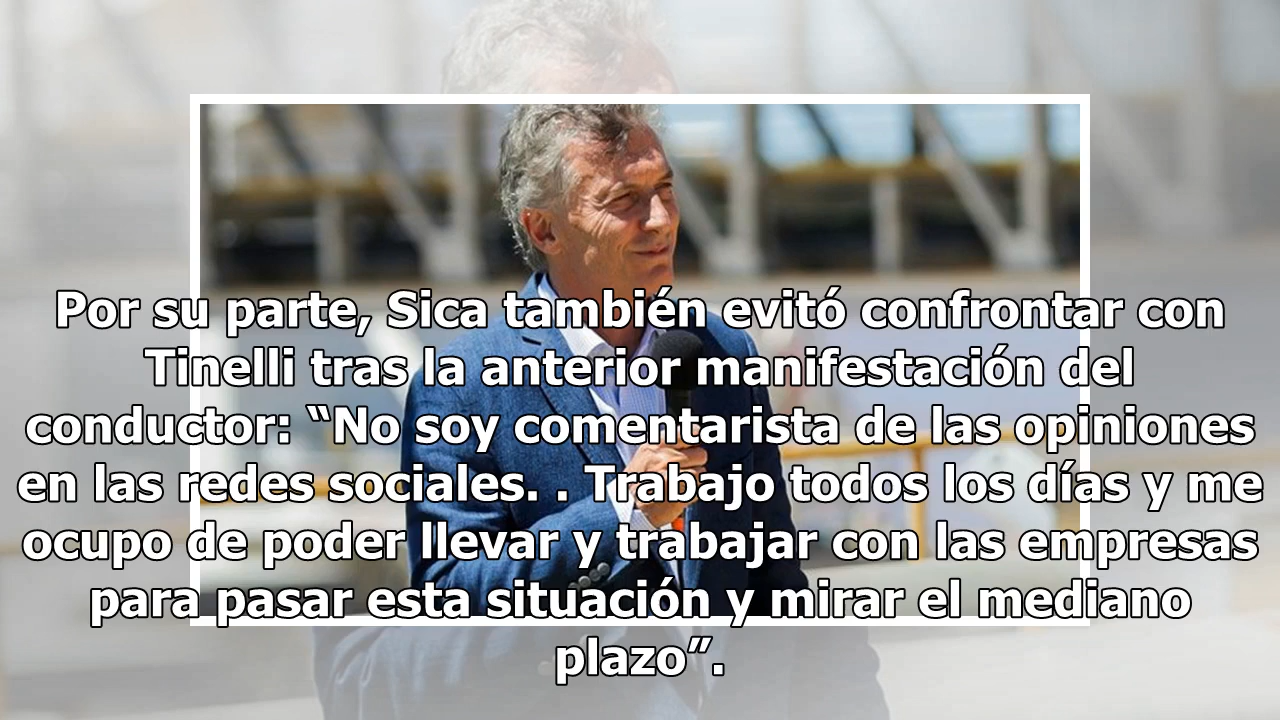 Por su parte, Sica también evitó confrontar con
Tinelli tras la anterior manifestación del
conductor: “No soy comentarista de las opiniones
en las redes sociales. . Trabajo todos los días y me
ocupo de poder llevar y trabajar con las empresas
para pasar esta situación y mirar el mediano
plazo”.